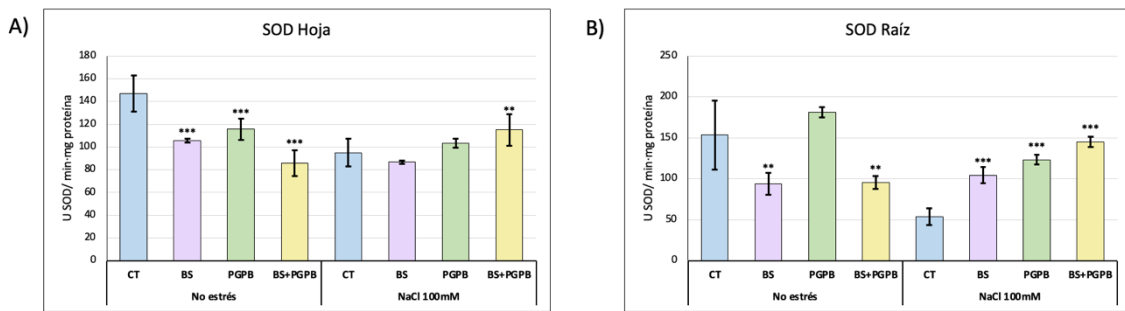 A)
SOD Hoja
U SOD/ min·mg proteína
180
160
140
120
100
80
60
40
20
0
***
***
***
**
CT BS PGPB BS+PGPB CT BS PGPB BS+PGPB
No estrés NaCl 100mM
B)
SOD Raíz
U SOD/ min·mg proteína
250
200
150
100
50
0
**
**
***
***
***
CT BS PGPB BS+PGPB CT BS PGPB BS+PGPB
No estrés NaCl 100mM